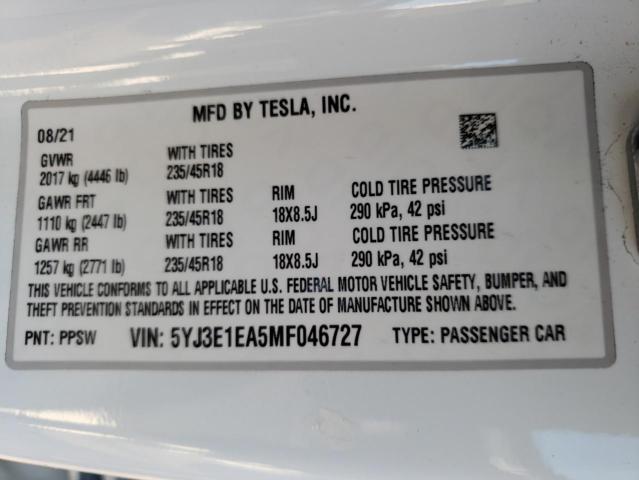 MFD BY TESLA, INC.
08/21
GVWR WITH TIRES
2017 kg (4446 lb) 235/45R18
GAWR FRT WITH TIRES RIM COLD TIRE PRESSURE
1110 kg (2447 lb) 235/45R18 18X8.5J 290 kPa, 42 psi
GAWR RR WITH TIRES RIM COLD TIRE PRESSURE
1257 kg (2771 lb) 235/45R18 18X8.5J 290 kPa, 42 psi
THIS VEHICLE CONFORMS TO ALL APPLICABLE U.S. FEDERAL MOTOR VEHICLE SAFETY, BUMPER, AND
THEFT PREVENTION STANDARDS IN EFFECT ON THE DATE OF MANUFACTURE SHOWN ABOVE.
PNT: PPSW VIN: 5YJ3E1EA5MF046727 TYPE: PASSENGER CAR